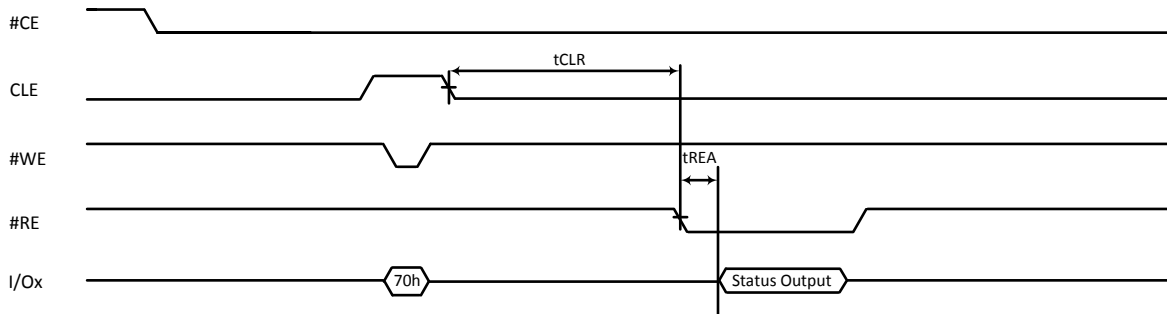 #CE
tCLR
CLE
#WE
tREA
#RE
I/Ox
70h
Status Output